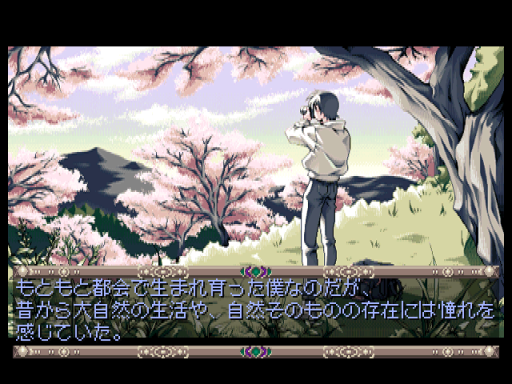 もともと都会で生まれ育った僕なのだが、
昔から大自然の生活や、自然そのものの存在には憧れを
感じていた。